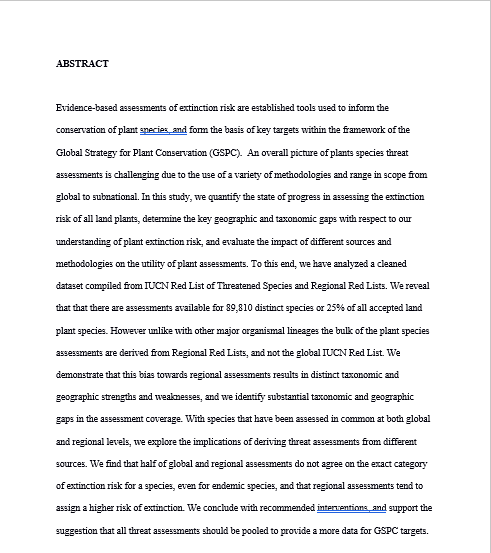 ABSTRACT
Evidence-based assessments of extinction risk are established tools used to inform the
conservation of plant species, and form the basis of key targets within the framework of the
Global Strategy for Plant Conservation (GSPC).  An overall picture of plants species threat
assessments is challenging due to the use of a variety of methodologies and range in scope from
global to subnational. In this study, we quantify the state of progress in assessing the extinction
risk of all land plants, determine the key geographic and taxonomic gaps with respect to our
understanding of plant extinction risk, and evaluate the impact of different sources and
methodologies on the utility of plant assessments. To this end, we have analyzed a cleaned
dataset compiled from IUCN Red List of Threatened Species and Regional Red Lists. We reveal
that that there are assessments available for 89,810 distinct species or 25% of all accepted land
plant species. However unlike with other major organismal lineages the bulk of the plant species
assessments are derived from Regional Red Lists, and not the global IUCN Red List. We
demonstrate that this bias towards regional assessments results in distinct taxonomic and
geographic strengths and weaknesses, and we identify substantial taxonomic and geographic
gaps in the assessment coverage. With species that have been assessed in common at both global
and regional levels, we explore the implications of deriving threat assessments from different
sources. We find that half of global and regional assessments do not agree on the exact category
of extinction risk for a species, even for endemic species, and that regional assessments tend to
assign a higher risk of extinction. We conclude with recommended interventions, and support the
suggestion that all threat assessments should be pooled to provide a more data for GSPC targets.